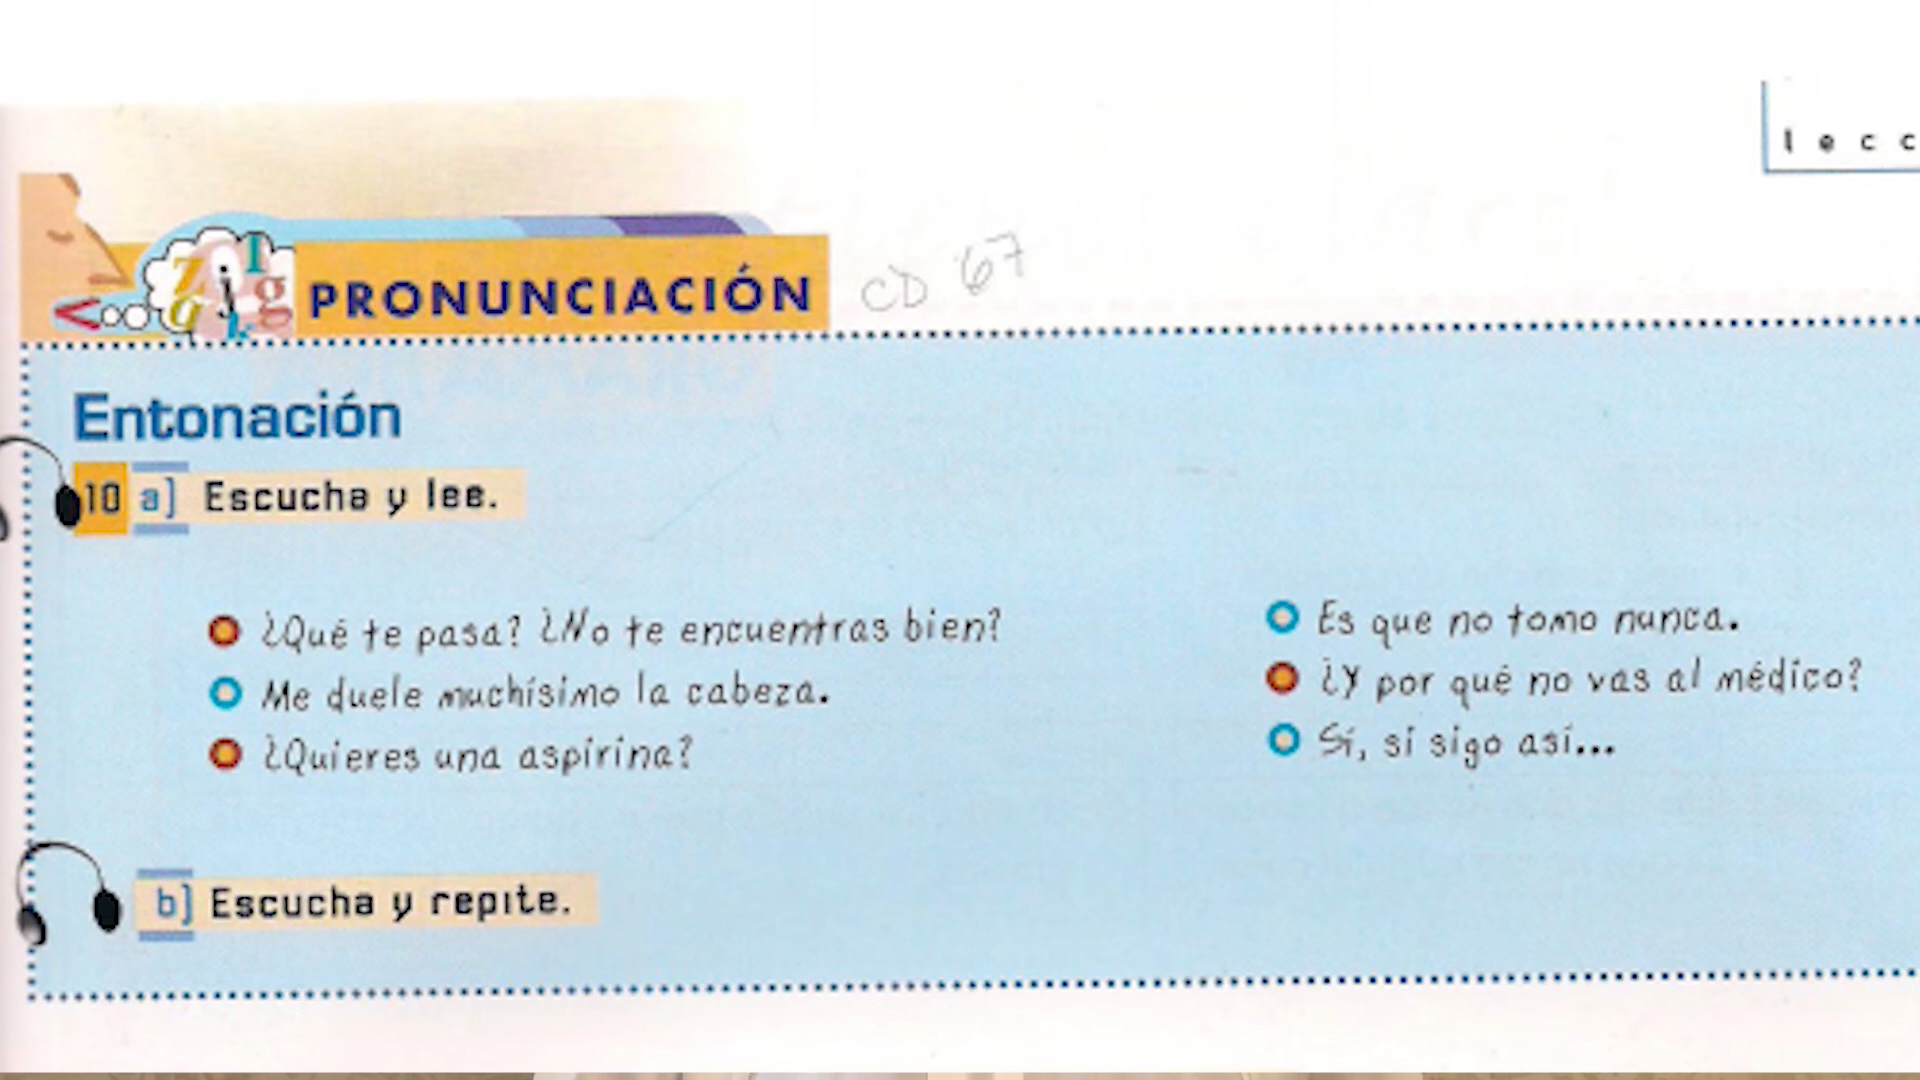 lecc
PRONUNCIACIÓN
CD 67
Entonación
10 a) Escucha y lee.
¿Qué te pasa? ¿No te encuentras bien?
Me duele muchísimo la cabeza.
¿Quieres una aspirina?
Es que no tomo nunca.
¿Y por qué no vas al médico?
Sí, si sigo así...
b) Escucha y repite.